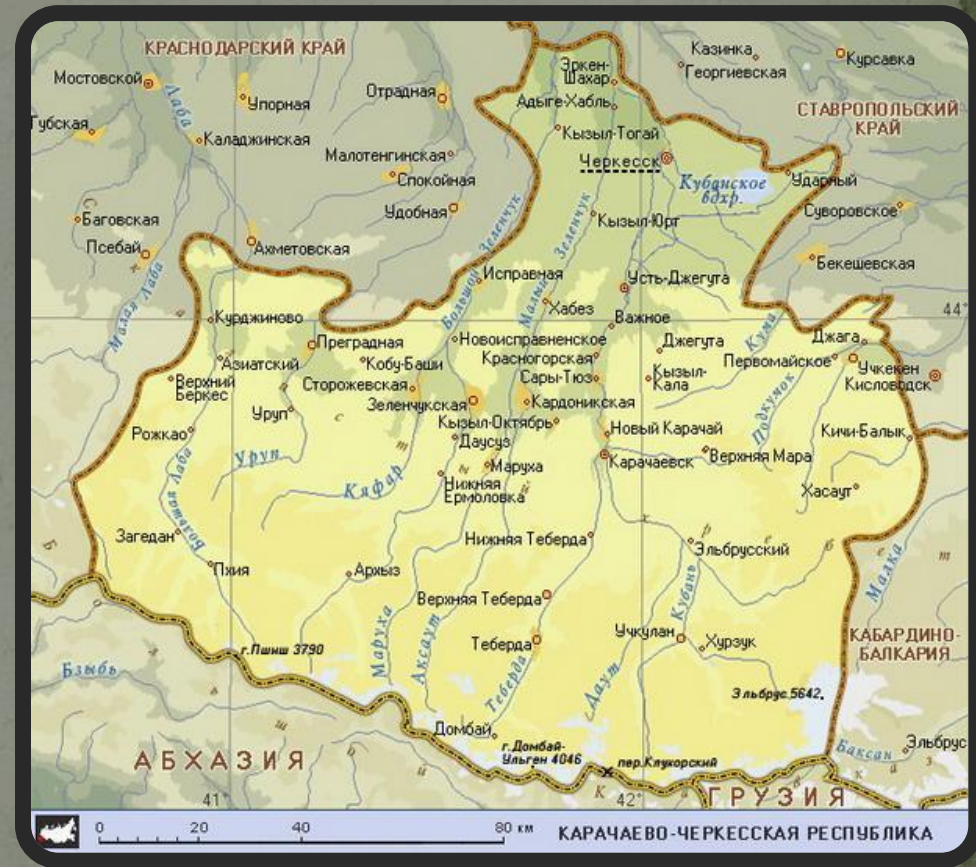 КРАСНОДАРСКИЙ КРАЙ
Казинка
Георгиевская
Курсавка
Мостовской
Лаба
Упорная
Отрадная
Эркен-
Шахар
Адыге-Хабль
СТАВРОПОЛЬСКИЙ
КРАЙ
Губская
Каладжинская
Кызыл-Тогай
Малотенгинская
Черкесск
Спокойная
Кубанское
вдхр.
Ударный
Баговская
Удобная
Кызыл-Юрт
Суворовское
Псебай
Ахметовская
Большой Зеленчук
Малый Зеленчук
Бекешевская
Малая Лаба
Исправная
Усть-Джегута
Хабез
44°
Курджиново
Важное
Кума
Преградная
Новоисправненское
Джегута
Джага
Азиатский
Кобу-Баши
Красногорская
Первомайское
Учкекен
Верхний
Беркес
Сторожевская
Сары-Тюз
Кызыл-
Кала
Кисловодск
Уруп
Зеленчукская
Кардоникская
Подкумок
Рожкао
Кызыл-Октябрь
Новый Карачай
Кичи-Балык
Даусуз
Уруп
Маруха
Карачаевск
Верхняя Мара
Большая Лаба
Кяфар
Нижняя
Ермоловка
Хасаут
Загедан
Нижняя Теберда
Эльбрусский
Пхия
Архыз
Малка
Верхняя Теберда
Кубань
Маруха
Аксаут
Теберда
Учкулан
Хурзук
КАБАРДИНО-
БАЛКАРИЯ
г.Пшиш 3790
Бзыбь
Теберда
Даут
Эльбрус 5642
Домбай
г.Домбай-
Ульген 4046
пер.Клухорский
Баксан
Эльбрус
АБХАЗИЯ
41°
42°
ГРУЗИЯ
0 20 40 80 км
КАРАЧАЕВО-ЧЕРКЕССКАЯ РЕСПУБЛИКА